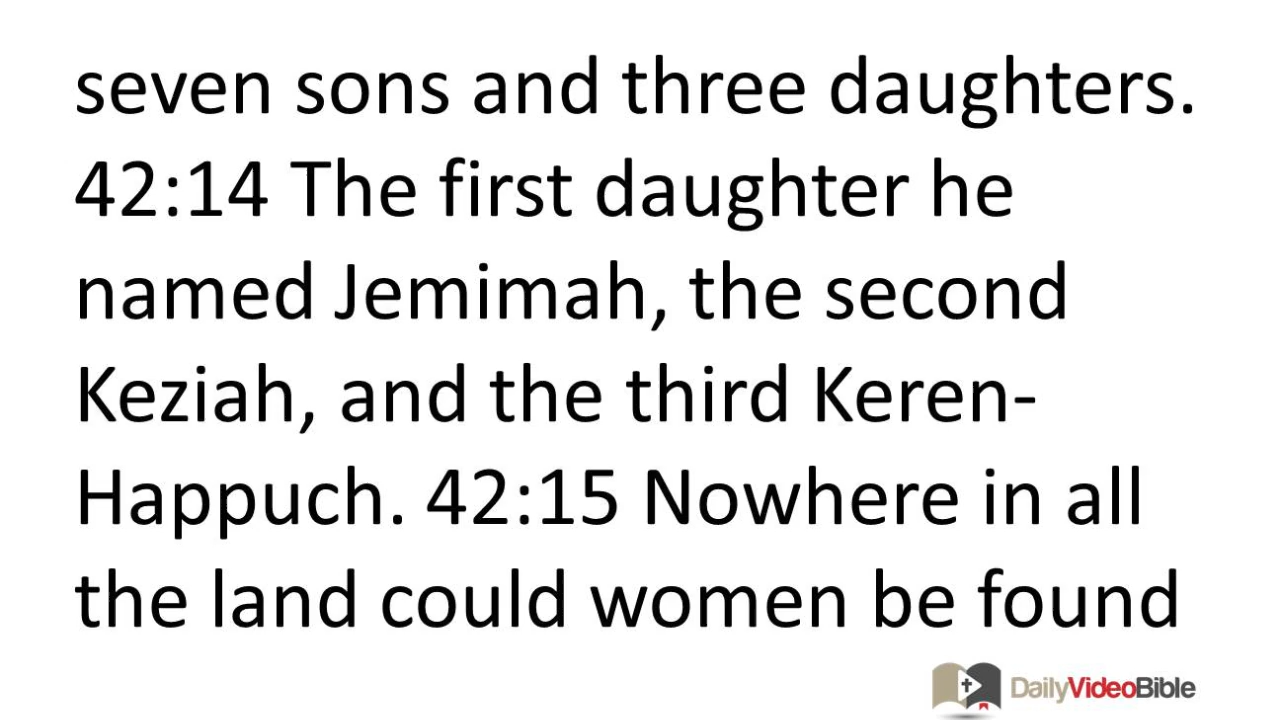 seven sons and three daughters.
42:14 The first daughter he
named Jemimah, the second
Keziah, and the third Keren-
Happuch. 42:15 Nowhere in all
the land could women be found
DailyVideoBible